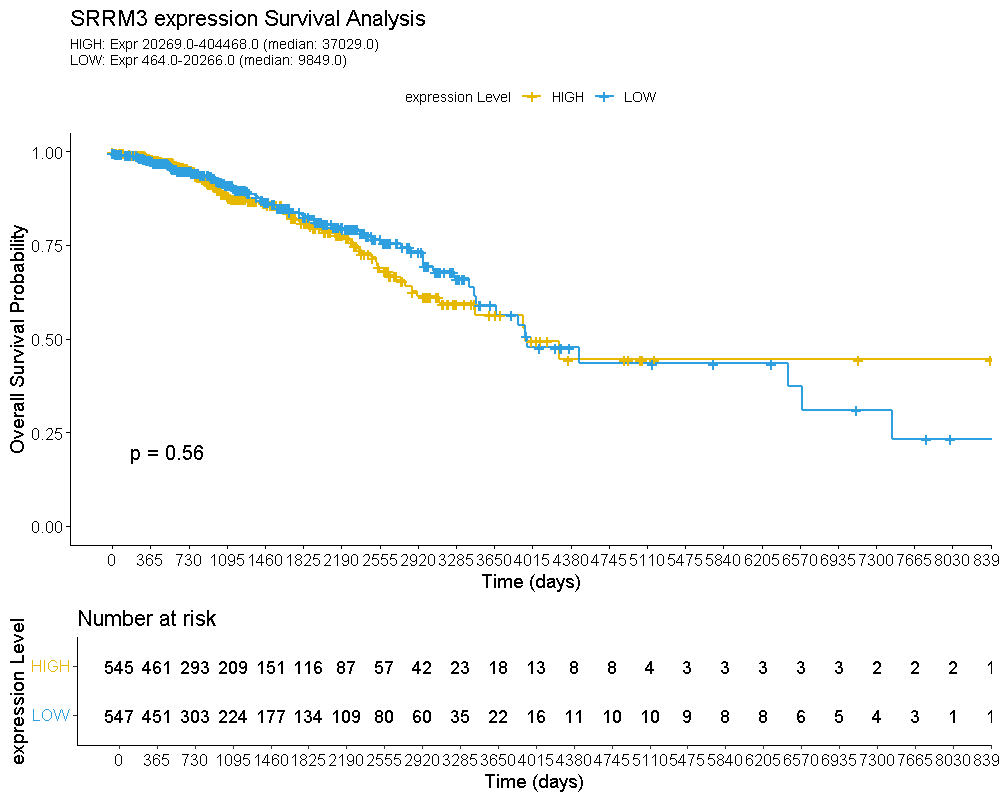 SRRM3 expression Survival Analysis
HIGH: Expr 20269.0-404468.0 (median: 37029.0)
LOW: Expr 464.0-20266.0 (median: 9849.0)
expression Level HIGH LOW
Overall Survival Probability
1.00
0.75
0.50
0.25
0.00
p = 0.56
0 365 730 1095 1460 1825 2190 2555 2920 3285 3650 4015 4380 4745 5110 5475 5840 6205 6570 6935 7300 7665 8030 839
Time (days)
Number at risk
expression Level
HIGH 545 461 293 209 151 116 87 57 42 23 18 13 8 8 4 3 3 3 3 3 2 2 2 1
LOW 547 451 303 224 177 134 109 80 60 35 22 16 11 10 10 9 8 8 6 5 4 3 1 1
0 365 730 1095 1460 1825 2190 2555 2920 3285 3650 4015 4380 4745 5110 5475 5840 6205 6570 6935 7300 7665 8030 839
Time (days)